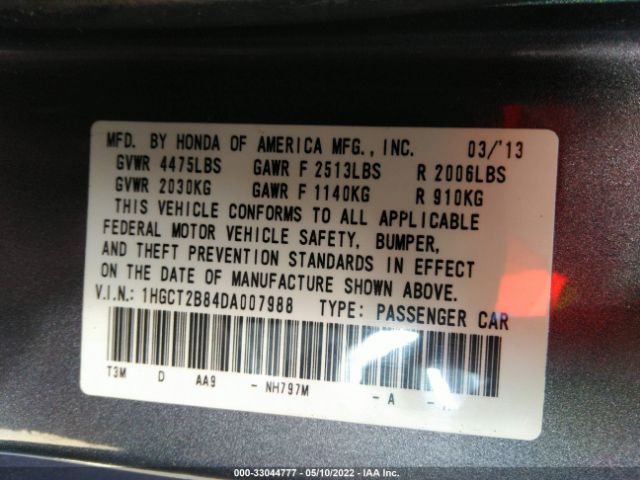 MFD. BY HONDA OF AMERICA MFG., INC. 03/'13
GVWR 4475LBS GAWR F 2513LBS R 2006LBS
GVWR 2030KG GAWR F 1140KG R 910KG
THIS VEHICLE CONFORMS TO ALL APPLICABLE
FEDERAL MOTOR VEHICLE SAFETY, BUMPER,
AND THEFT PREVENTION STANDARDS IN EFFECT
ON THE DATE OF MANUFACTURE SHOWN ABOVE.
V.I.N.: 1HGCT2B84DA007988 TYPE: PASSENGER CAR
T3M D AA9 - NH797M - A -
000-33044777 - 05/10/2022 - IAA Inc.